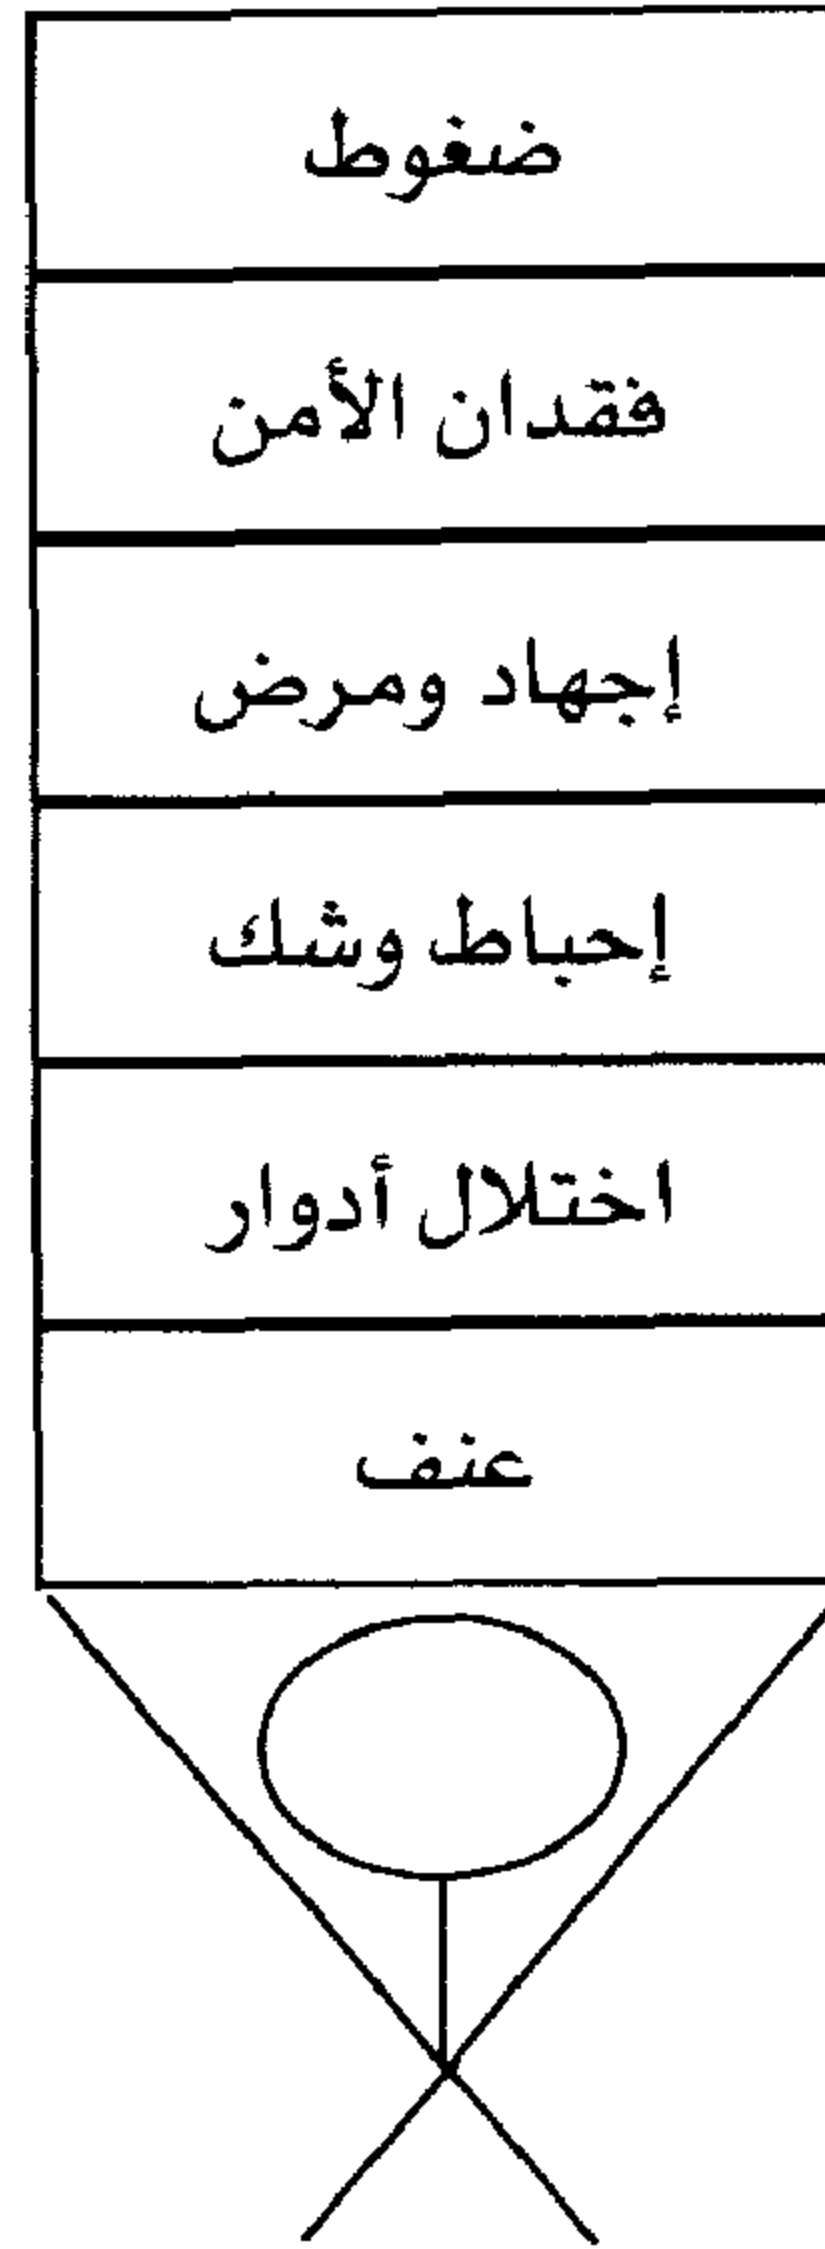 ضغوط
فقدان الأمن
إجهاد ومرض
إحباط وشك
اختلال أدوار
عنف